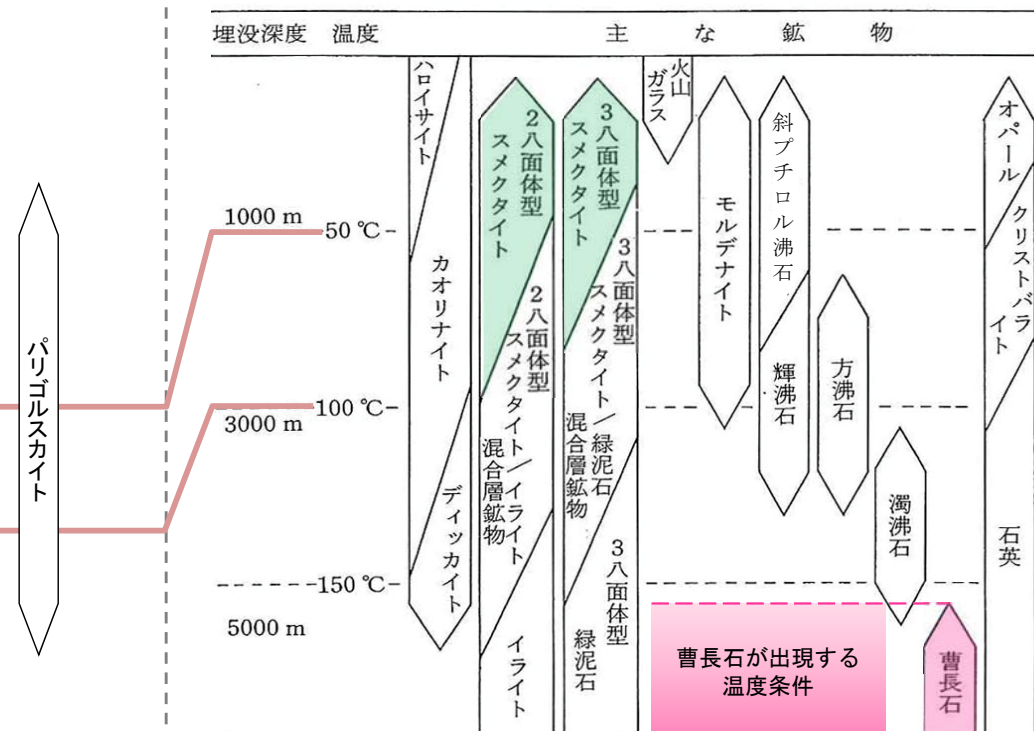 埋没深度 温度 主な鉱物
パリゴルスカイト
1000 m
50 ℃
100 ℃
3000 m
150 ℃
5000 m
ハロイサイト
カオリナイト
ディッカイト
2八面体型
スメクタイト
2八面体型
スメクタイト/イライト
混合層鉱物
イライト
3八面体型
スメクタイト
3八面体型
スメクタイト/緑泥石
混合層鉱物
3八面体型
緑泥石
火山
ガラス
モルデナイト
斜プチロル沸石
輝沸石
方沸石
濁沸石
曹長石
オパール
クリストバラ
イト
石英
曹長石が出現する
温度条件